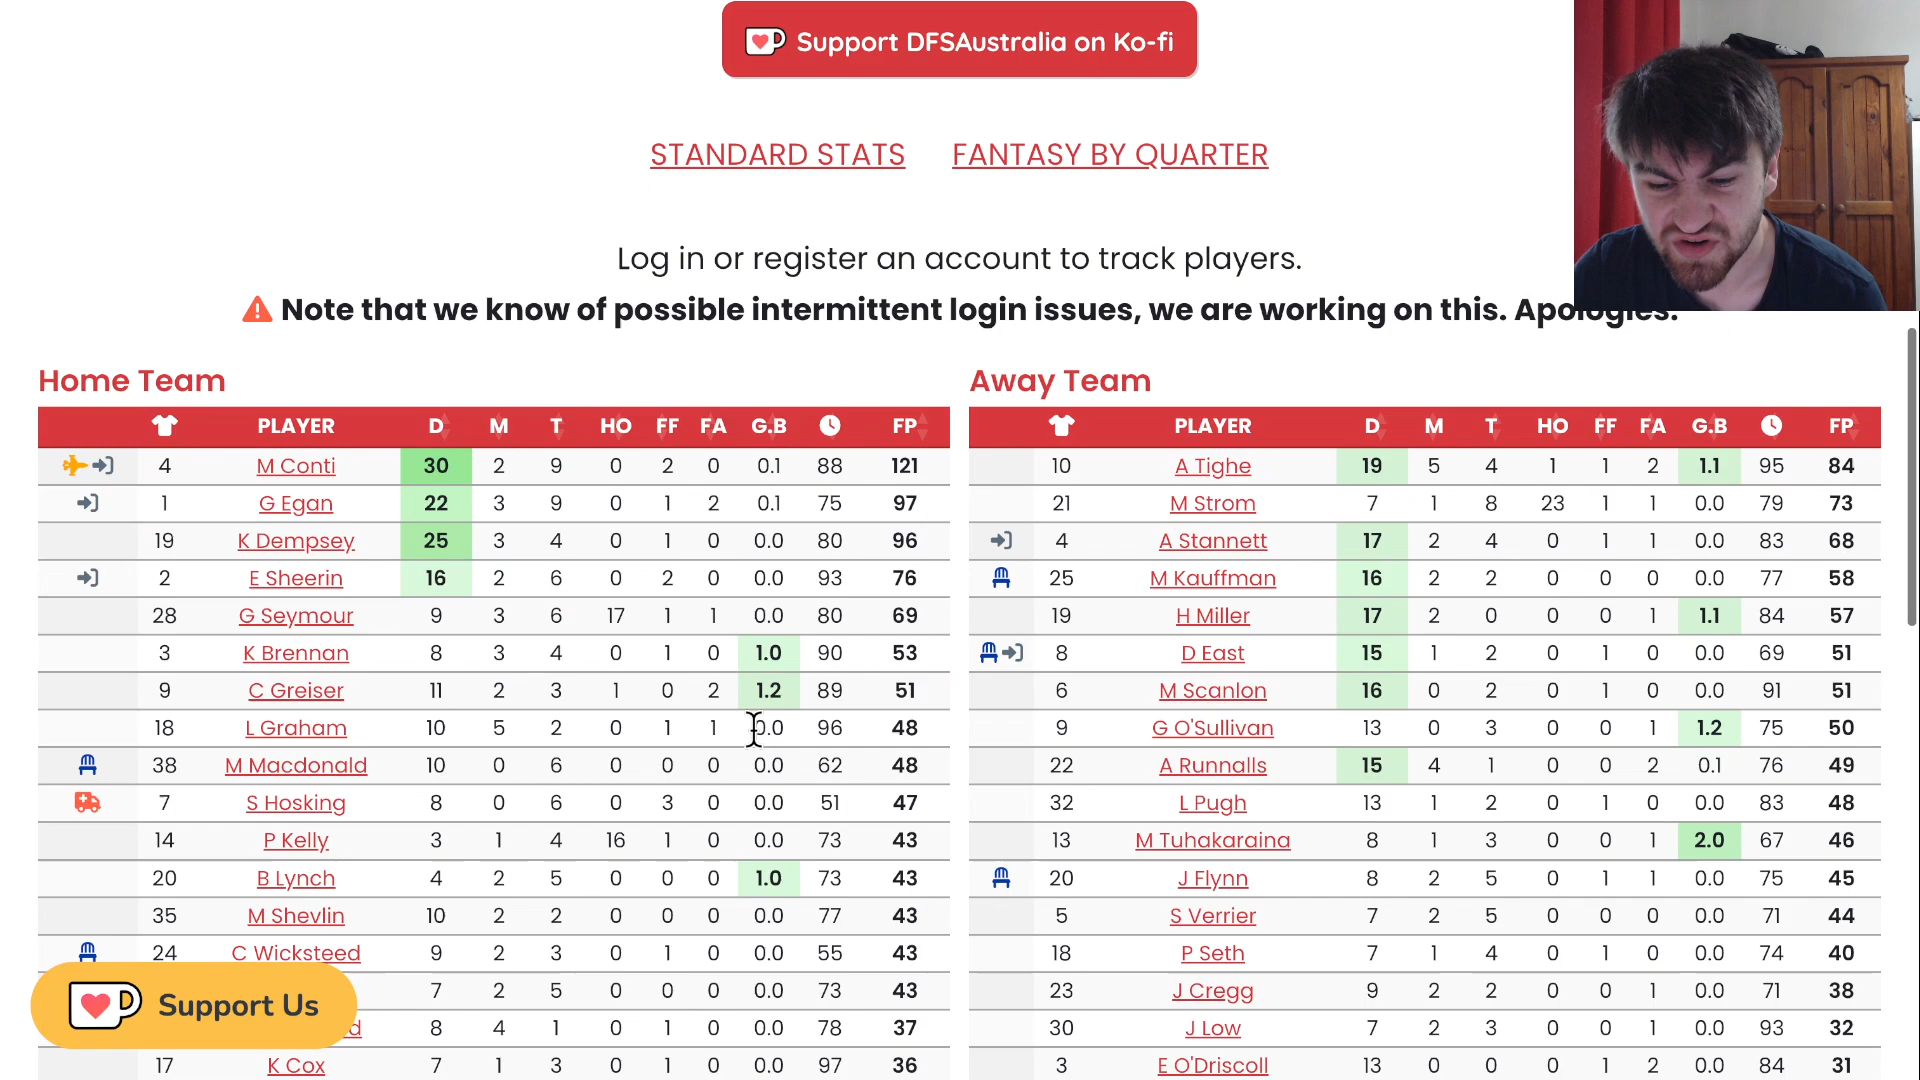 Support DFSAustralia on Ko-fi
STANDARD STATS FANTASY BY QUARTER
Log in or register an account to track players.
Note that we know of possible intermittent login issues, we are working on this. Apologies.
Home Team
PLAYER D M T HO FF FA G.B FP
4 M Conti 30 2 9 0 2 0 0.1 88 121
1 G Egan 22 3 9 0 1 2 0.1 75 97
19 K Dempsey 25 3 4 0 1 0 0.0 80 96
2 E Sheerin 16 2 6 0 2 0 0.0 93 76
28 G Seymour 9 3 6 17 1 1 0.0 80 69
3 K Brennan 8 3 4 0 1 0 1.0 90 53
9 C Greiser 11 2 3 1 0 2 1.2 89 51
18 L Graham 10 5 2 0 1 1 0.0 96 48
38 M Macdonald 10 0 6 0 0 0 0.0 62 48
7 S Hosking 8 0 6 0 3 0 0.0 51 47
14 P Kelly 3 1 4 16 1 0 0.0 73 43
20 B Lynch 4 2 5 0 0 0 1.0 73 43
35 M Shevlin 10 2 2 0 0 0 0.0 77 43
24 C Wicksteed 9 2 3 0 1 0 0.0 55 43
7 2 5 0 0 0 0.0 73 43
d 8 4 1 0 1 0 0.0 78 37
17 K Cox 7 1 3 0 1 0 0.0 97 36
Support Us
Away Team
PLAYER D M T HO FF FA G.B FP
10 A Tighe 19 5 4 1 1 2 1.1 95 84
21 M Strom 7 1 8 23 1 1 0.0 79 73
4 A Stannett 17 2 4 0 1 1 0.0 83 68
25 M Kauffman 16 2 2 0 0 0 0.0 77 58
19 H Miller 17 2 0 0 0 1 1.1 84 57
8 D East 15 1 2 0 1 0 0.0 69 51
6 M Scanlon 16 0 2 0 1 0 0.0 91 51
9 G O'Sullivan 13 0 3 0 0 1 1.2 75 50
22 A Runnalls 15 4 1 0 0 2 0.1 76 49
32 L Pugh 13 1 2 0 1 0 0.0 83 48
13 M Tuhakaraina 8 1 3 0 0 1 2.0 67 46
20 J Flynn 8 2 5 0 1 1 0.0 75 45
5 S Verrier 7 2 5 0 0 0 0.0 71 44
18 P Seth 7 1 4 0 1 0 0.0 74 40
23 J Cregg 9 2 2 0 0 1 0.0 71 38
30 J Low 7 2 3 0 0 1 0.0 93 32
3 E O'Driscoll 13 0 0 0 1 2 0.0 84 31